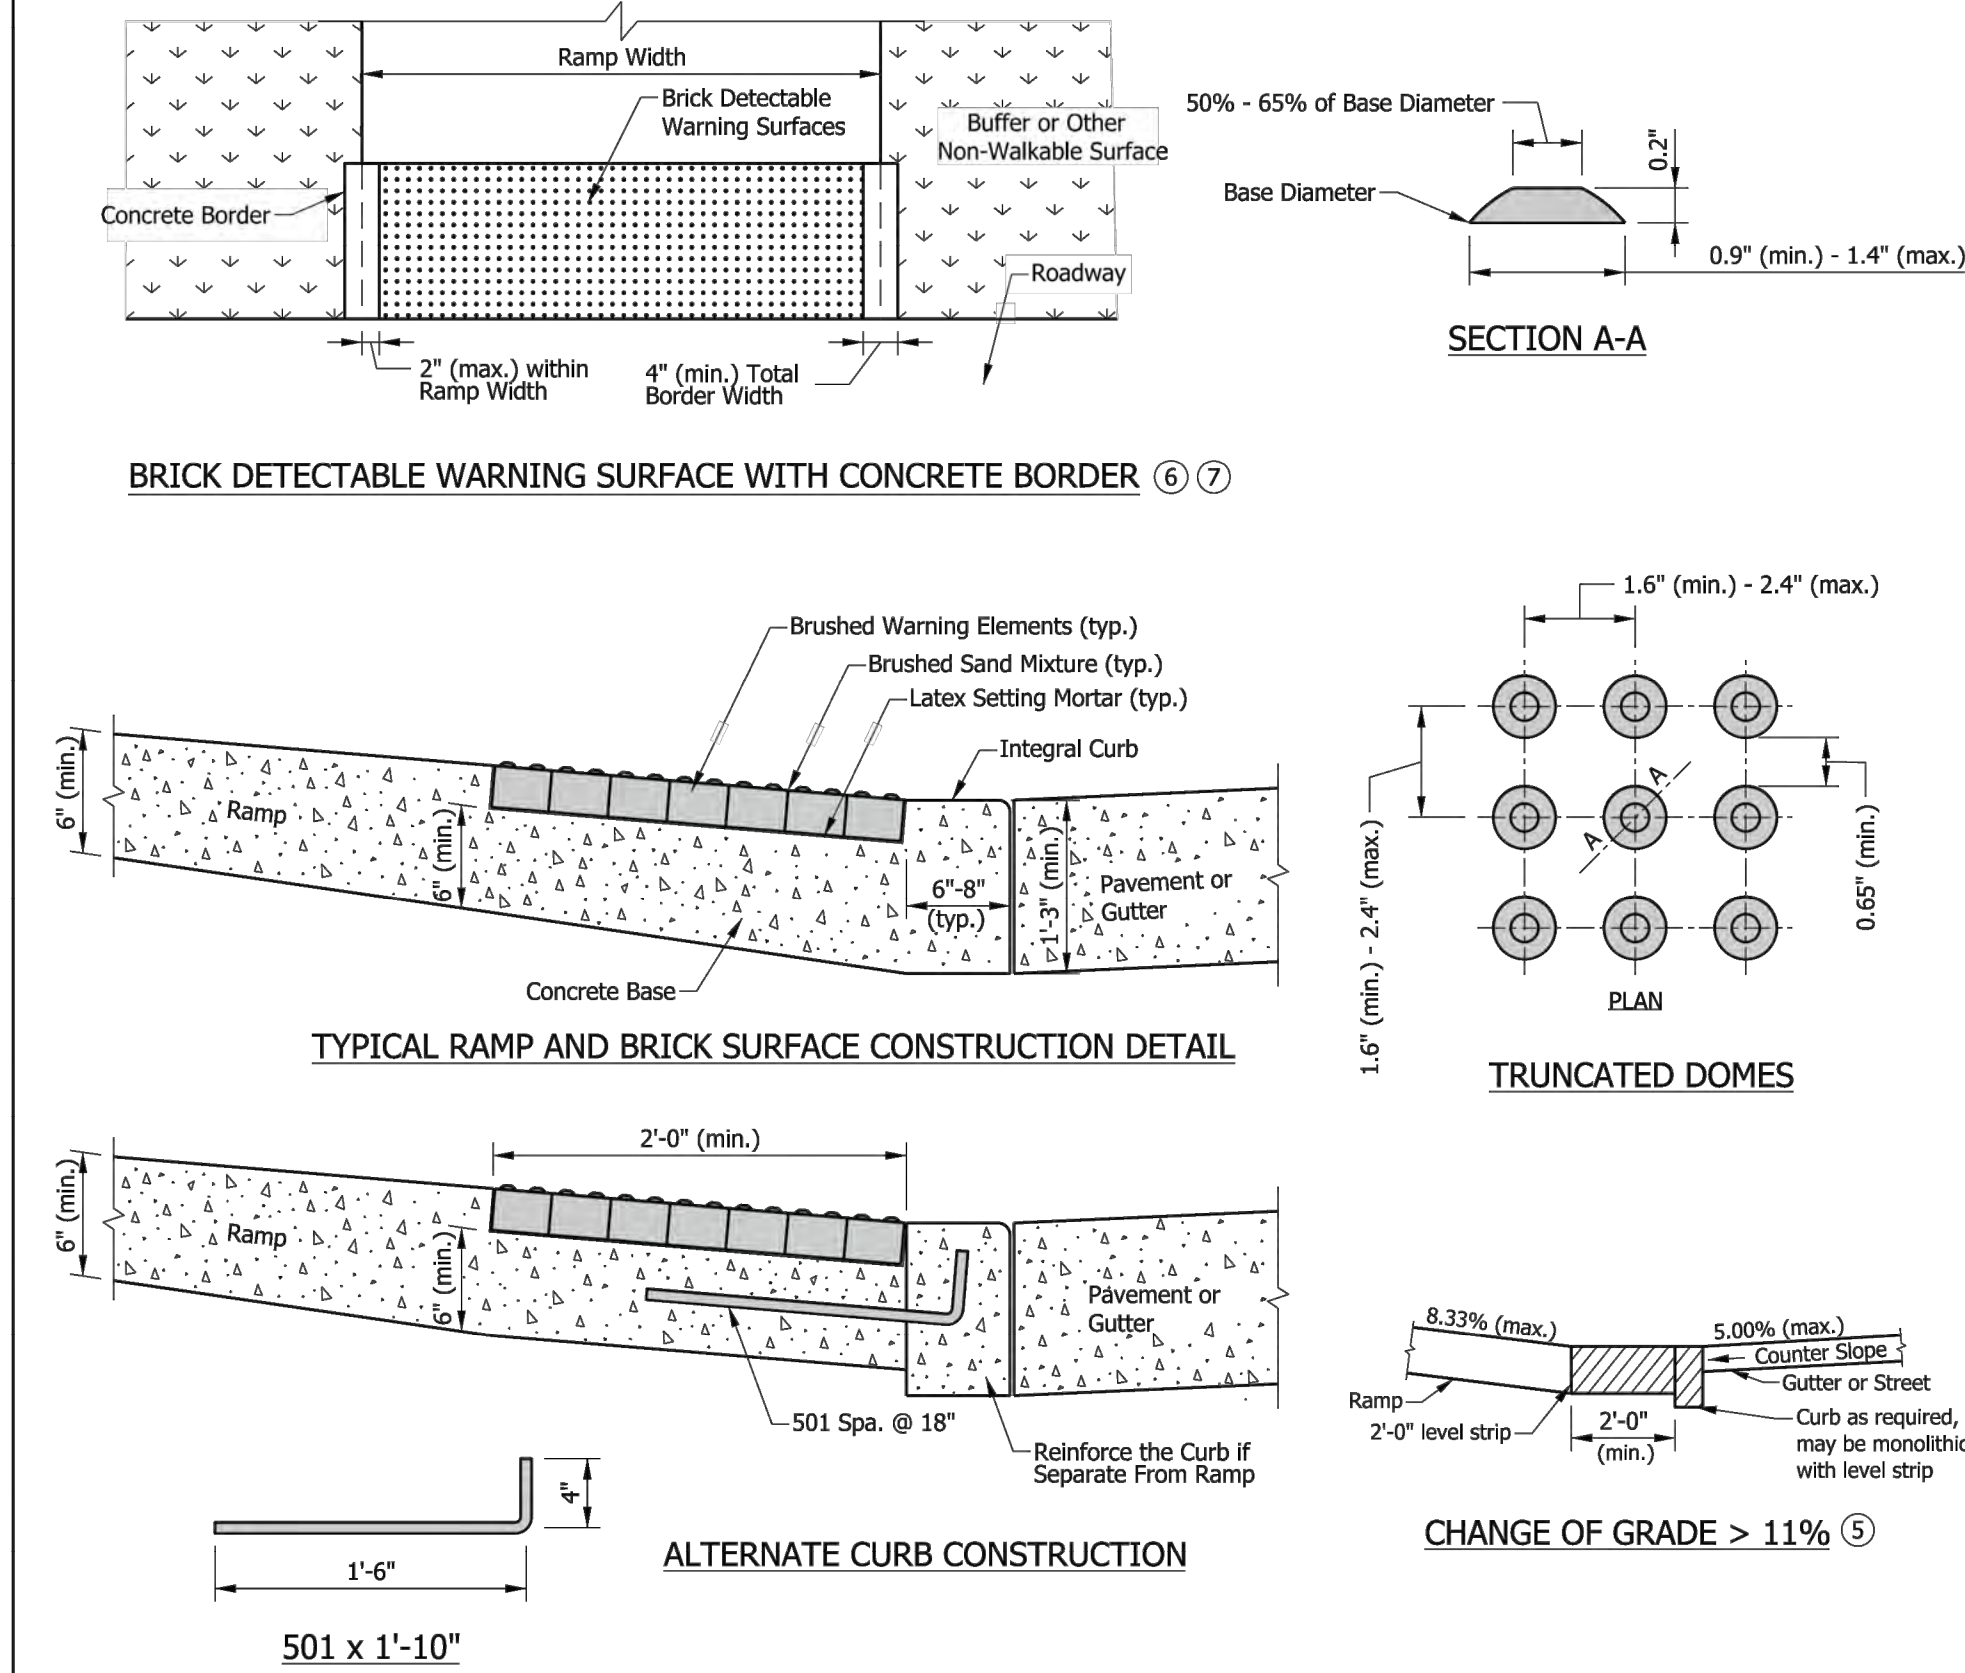 Ramp Width
Brick Detectable
Warning Surfaces
Buffer or Other
Non-Walkable Surface
Concrete Border
Roadway
2" (max.) within
Ramp Width
4" (min.) Total
Border Width
BRICK DETECTABLE WARNING SURFACE WITH CONCRETE BORDER ⑥ ⑦
50% - 65% of Base Diameter
0.2"
Base Diameter
0.9" (min.) - 1.4" (max.)
SECTION A-A
Brushed Warning Elements (typ.)
Brushed Sand Mixture (typ.)
Latex Setting Mortar (typ.)
Integral Curb
6" (min.)
Ramp
6" (min.)
6"-8"
(typ.)
1'-3" (min.)
Pavement or
Gutter
Concrete Base
TYPICAL RAMP AND BRICK SURFACE CONSTRUCTION DETAIL
1.6" (min.) - 2.4" (max.)
1.6" (min.) - 2.4" (max.)
A
A
0.65" (min.)
PLAN
TRUNCATED DOMES
2'-0" (min.)
6" (min.)
Ramp
6" (min.)
Pavement or
Gutter
501 Spa. @ 18"
Reinforce the Curb if
Separate From Ramp
4"
1'-6"
ALTERNATE CURB CONSTRUCTION
501 x 1'-10"
8.33% (max.)
5.00% (max.)
Counter Slope
Gutter or Street
Ramp
2'-0" level strip
2'-0"
(min.)
Curb as required,
may be monolithic
with level strip
CHANGE OF GRADE > 11% ⑤